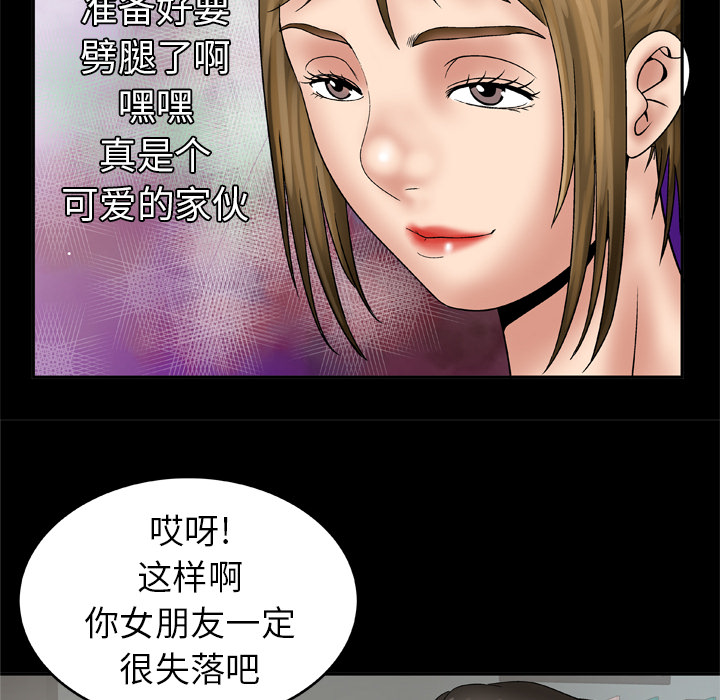 准备好要
劈腿了啊
嘿嘿
真是个
可爱的家伙
哎呀!
这样啊
你女朋友一定
很失落吧